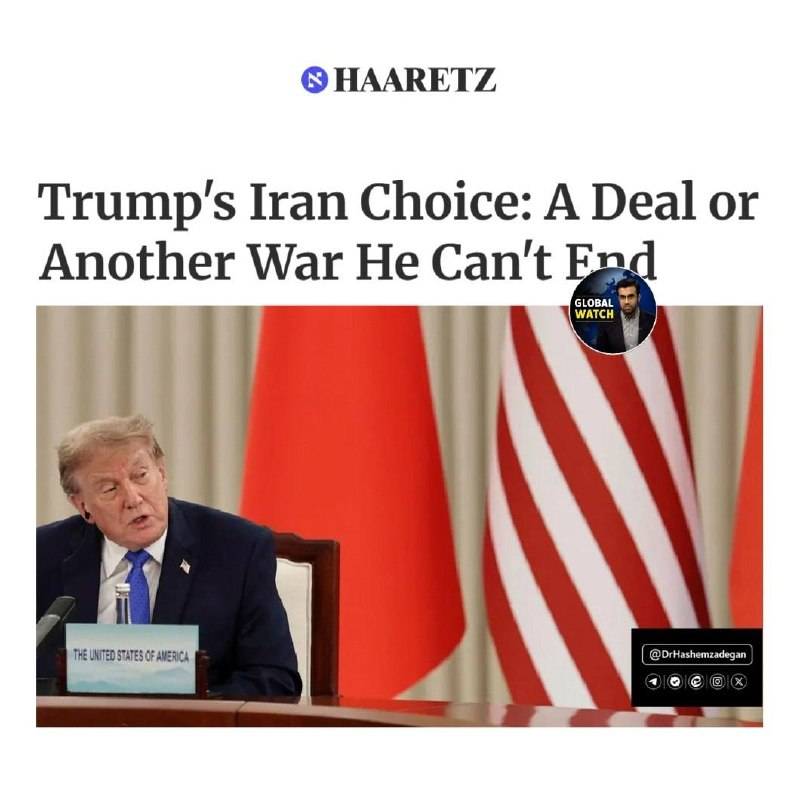 HAARETZ
Trump's Iran Choice: A Deal or
Another War He Can't End
GLOBAL
WATCH
THE UNITED STATES OF AMERICA
@DrHashemzadegan